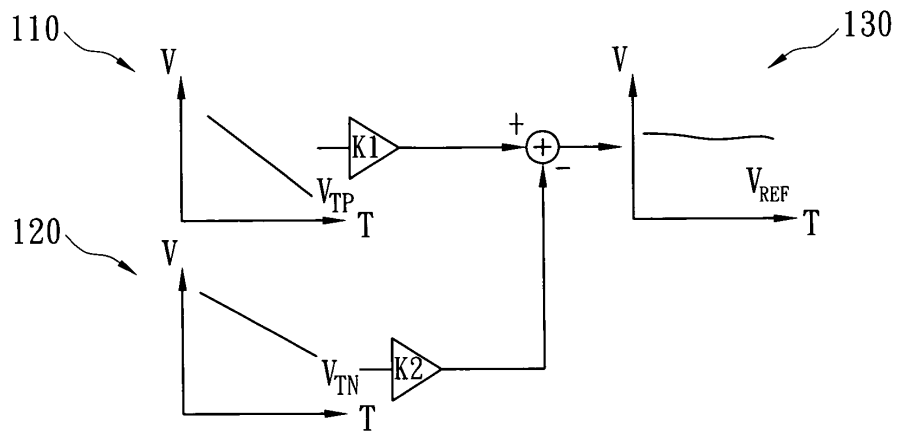 110
V
V_TP
T
K1
+
+
-
130
V
V_REF
T
120
V
V_TN
T
K2